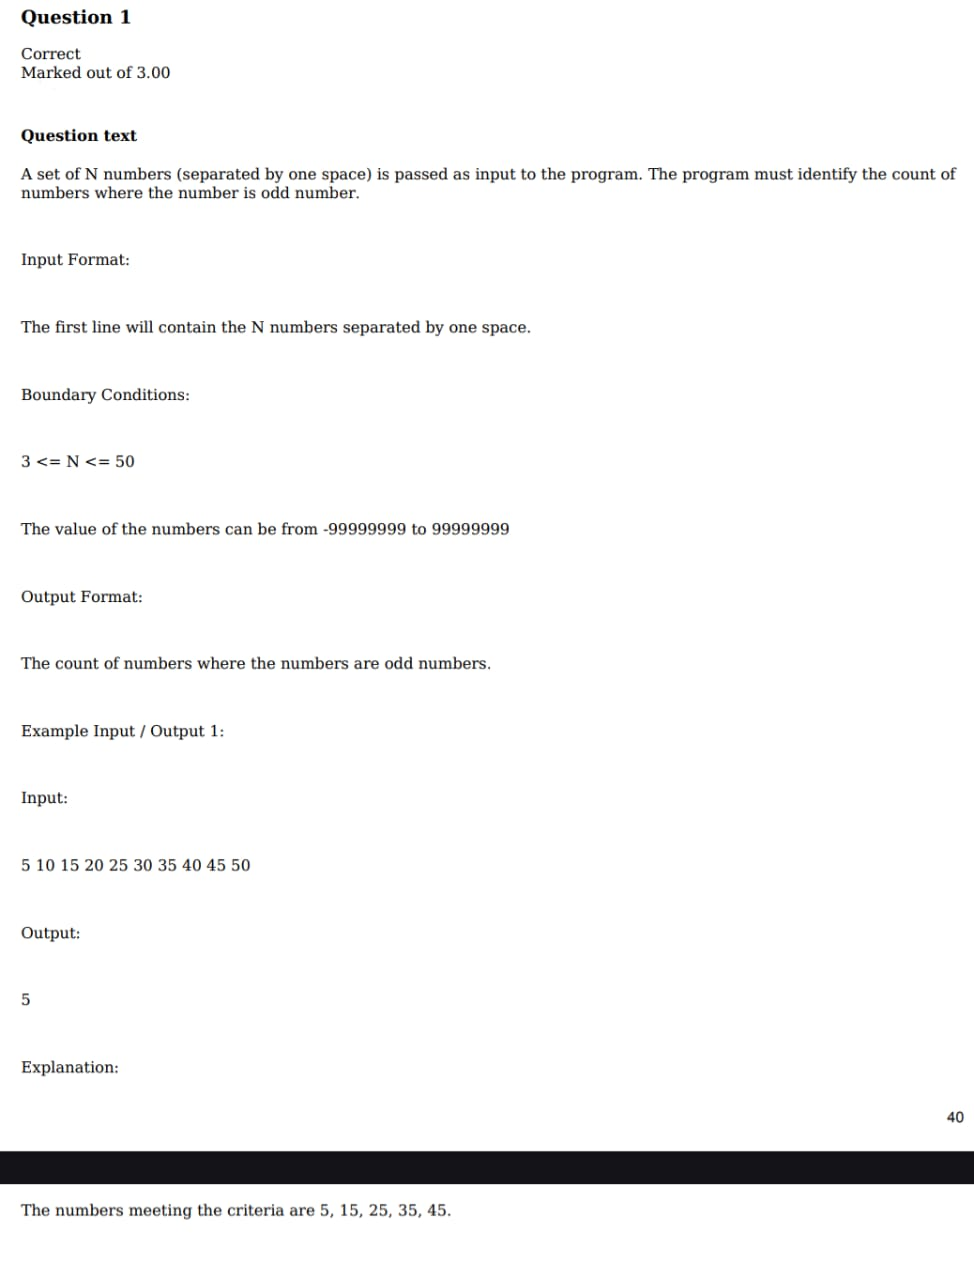 Question 1
Correct
Marked out of 3.00
Question text
A set of N numbers (separated by one space) is passed as input to the program. The program must identify the count of
numbers where the number is odd number.
Input Format:
The first line will contain the N numbers separated by one space.
Boundary Conditions:
3 <= N <= 50
The value of the numbers can be from -99999999 to 99999999
Output Format:
The count of numbers where the numbers are odd numbers.
Example Input / Output 1:
Input:
5 10 15 20 25 30 35 40 45 50
Output:
5
Explanation:
40
The numbers meeting the criteria are 5, 15, 25, 35, 45.